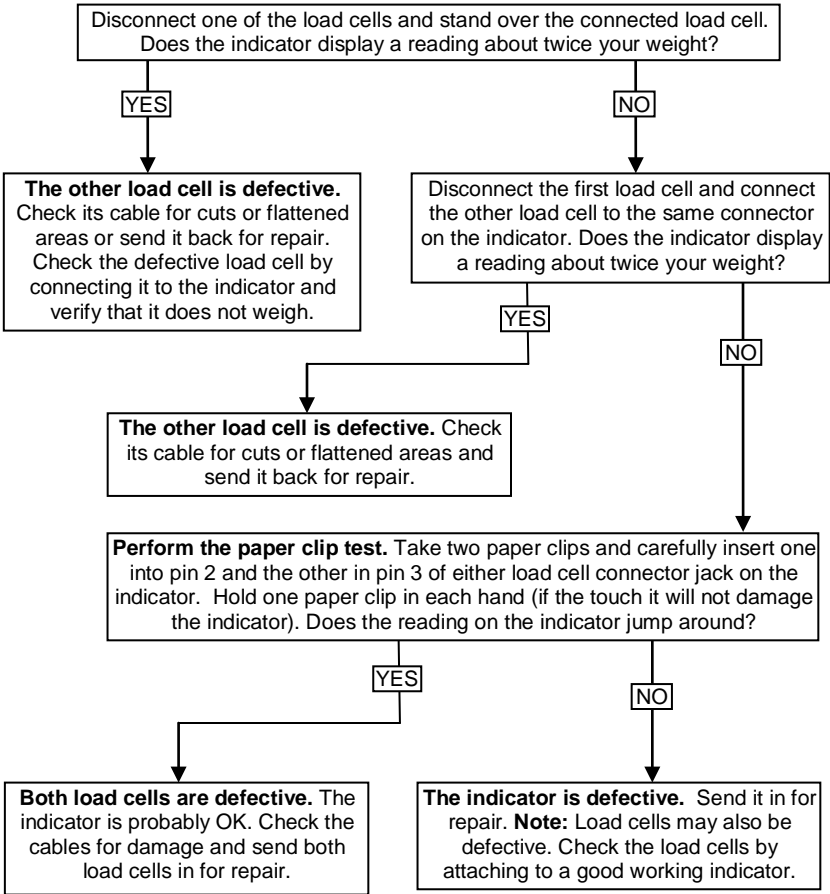 Disconnect one of the load cells and stand over the connected load cell.
Does the indicator display a reading about twice your weight?
YES
NO
The other load cell is defective.
Check its cable for cuts or flattened
areas or send it back for repair.
Check the defective load cell by
connecting it to the indicator and
verify that it does not weigh.
Disconnect the first load cell and connect
the other load cell to the same connector
on the indicator. Does the indicator display
a reading about twice your weight?
YES
NO
The other load cell is defective. Check
its cable for cuts or flattened areas and
send it back for repair.
Perform the paper clip test. Take two paper clips and carefully insert one
into pin 2 and the other in pin 3 of either load cell connector jack on the
indicator. Hold one paper clip in each hand (if the touch it will not damage
the indicator). Does the reading on the indicator jump around?
YES
NO
Both load cells are defective. The
indicator is probably OK. Check the
cables for damage and send both
load cells in for repair.
The indicator is defective. Send it in for
repair. Note: Load cells may also be
defective. Check the load cells by
attaching to a good working indicator.